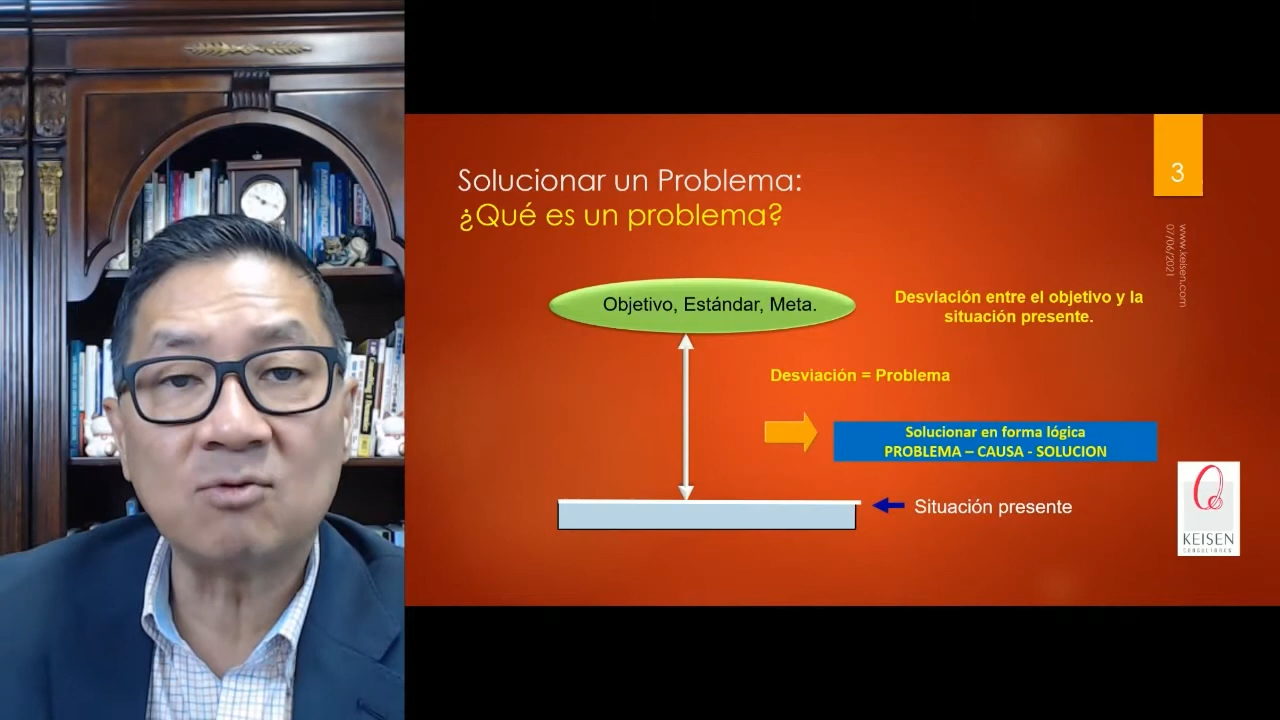 Solucionar un Problema:
¿Qué es un problema?
3
www.keisen.com
07/06/2021
Objetivo, Estándar, Meta.
Desviación entre el objetivo y la
situación presente.
Desviación = Problema
Solucionar en forma lógica
PROBLEMA – CAUSA - SOLUCION
Situación presente
KEISEN
CONSULTORES